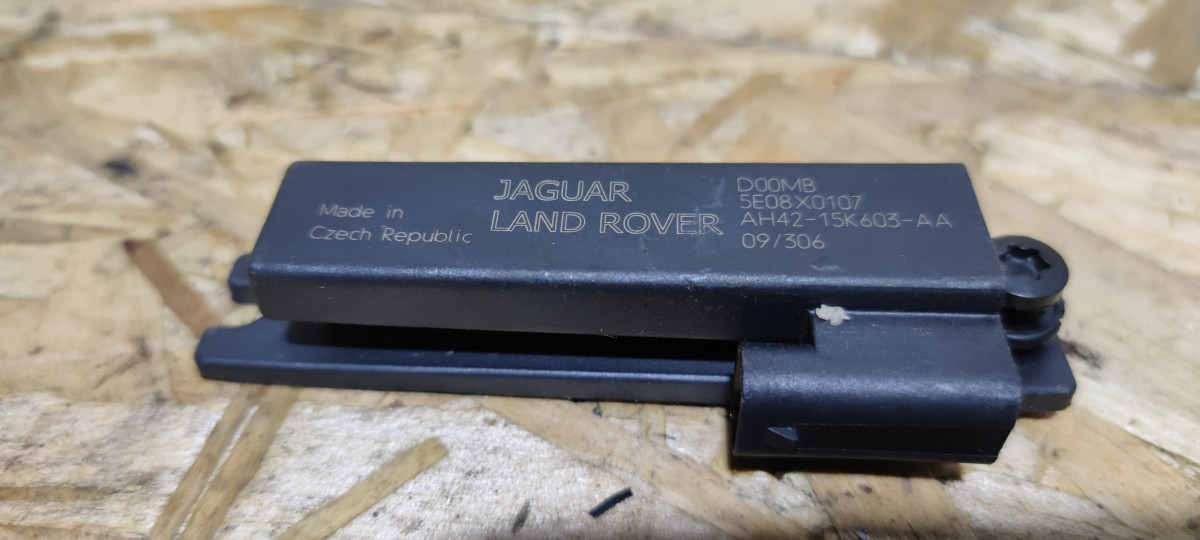 Made in
Czech Republic
JAGUAR
LAND ROVER
D00MB
5E08X0107
AH42-15K603-AA
09/306